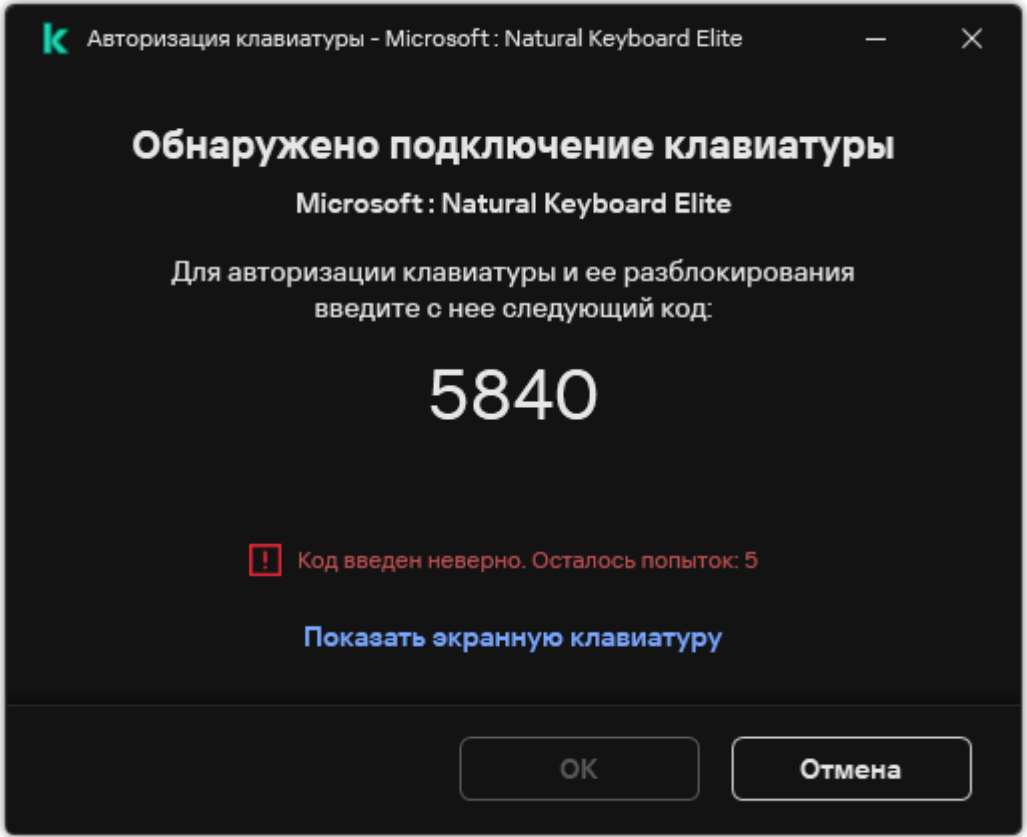 Авторизация клавиатуры - Microsoft : Natural Keyboard Elite
Обнаружено подключение клавиатуры
Microsoft : Natural Keyboard Elite
Для авторизации клавиатуры и ее разблокирования
введите с нее следующий код:
5840
Код введен неверно. Осталось попыток: 5
Показать экранную клавиатуру
ОК
Отмена